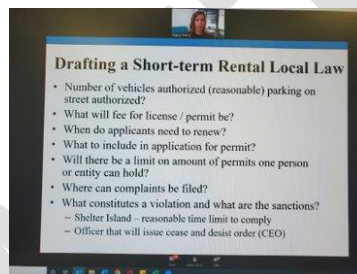 Drafting a Short-term Rental Local Law
• Number of vehicles authorized (reasonable) parking on
street authorized?
• What will fee for license / permit be?
• When do applicants need to renew?
• What to include in application for permit?
• Will there be a limit on amount of permits one person
or entity can hold?
• Where can complaints be filed?
• What constitutes a violation and what are the sanctions?
– Shelter Island – reasonable time limit to comply
– Officer that will issue cease and desist order (CEO)